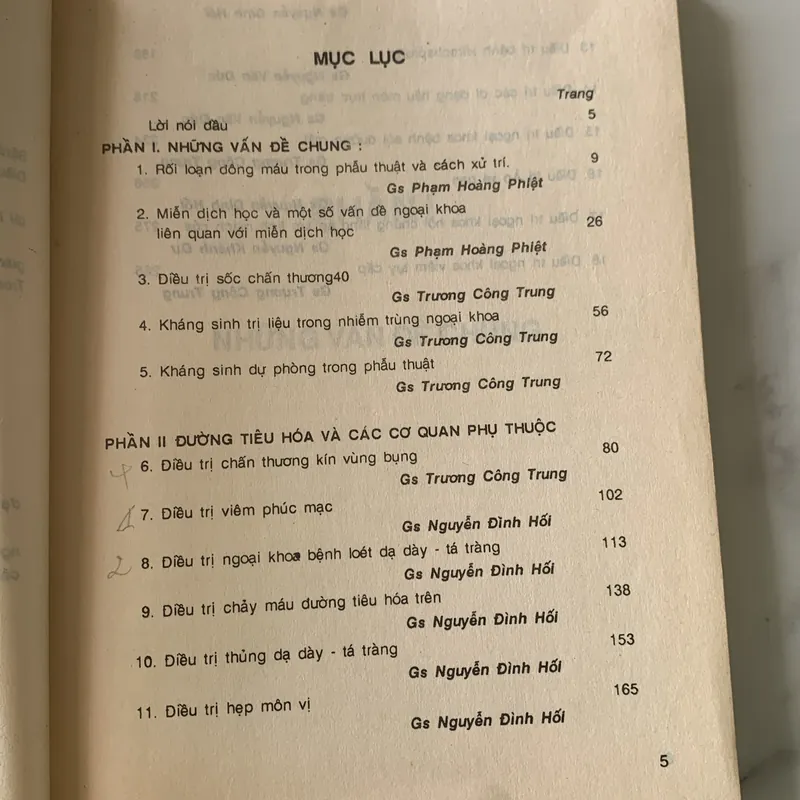 MỤC LỤC
Trang
Lời nói đầu 5
PHẦN I. NHỮNG VẤN ĐỀ CHUNG :
1. Rối loạn đông máu trong phẫu thuật và cách xử trí. 9
Gs Phạm Hoàng Phiệt
2. Miễn dịch học và một số vấn đề ngoại khoa
liên quan với miễn dịch học 26
Gs Phạm Hoàng Phiệt
3. Điều trị sốc chấn thương40
Gs Trương Công Trung
4. Kháng sinh trị liệu trong nhiễm trùng ngoại khoa 56
Gs Trương Công Trung
5. Kháng sinh dự phòng trong phẫu thuật 72
Gs Trương Công Trung
PHẦN II ĐƯỜNG TIÊU HÓA VÀ CÁC CƠ QUAN PHỤ THUỘC
6. Điều trị chấn thương kín vùng bụng 80
Gs Trương Công Trung
7. Điều trị viêm phúc mạc 102
Gs Nguyễn Đình Hối
2 8. Điều trị ngoại khoa bệnh loét dạ dày - tá tràng 113
Gs Nguyễn Đình Hối
9. Điều trị chảy máu đường tiêu hóa trên 138
Gs Nguyễn Đình Hối
10. Điều trị thủng dạ dày - tá tràng 153
Gs Nguyễn Đình Hối
11. Điều trị hẹp môn vị 165
Gs Nguyễn Đình Hối
5